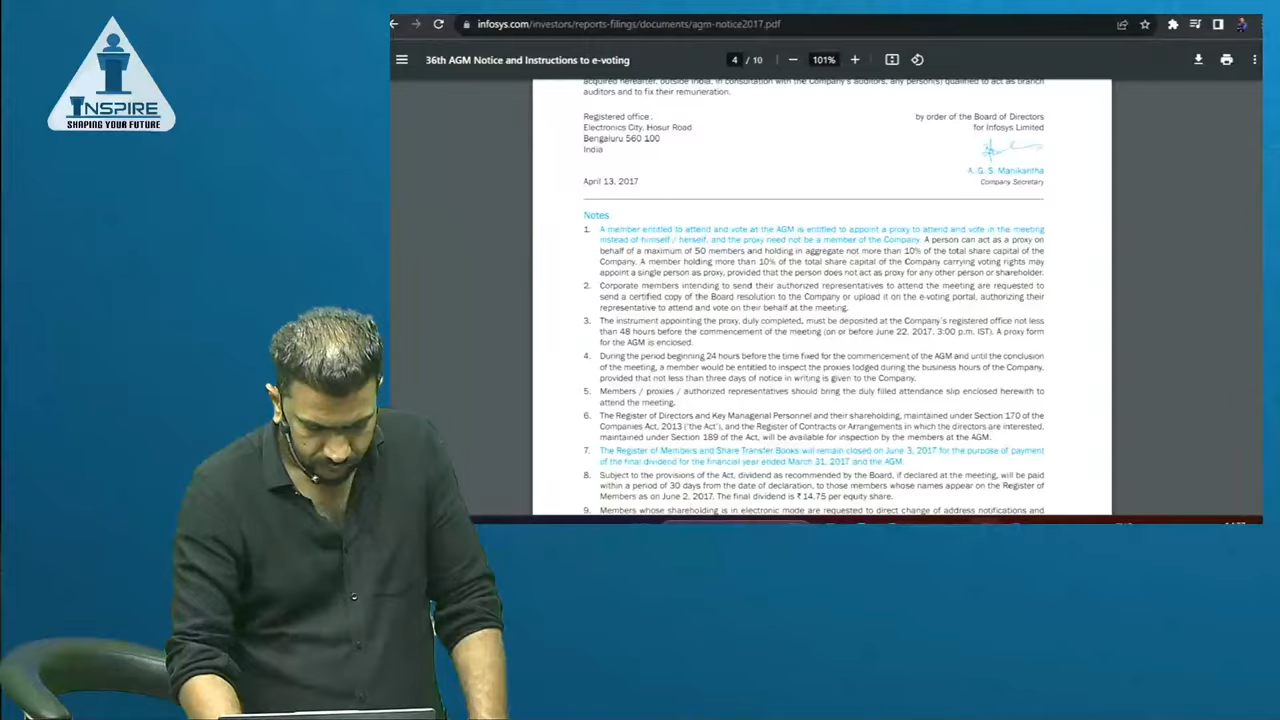 INSPIRE
SHAPING YOUR FUTURE
infosys.com/investors/reports-filings/documents/agm-notice2017.pdf
36th AGM Notice and Instructions to e-voting
4 / 10
101%
acquired hereafter, outside India, in consultation with the Company's auditors, any person(s) qualified to act as branch
auditors and to fix their remuneration.
Registered office:
Electronics City, Hosur Road
Bengaluru 560 100
India
by order of the Board of Directors
for Infosys Limited
A. G. S. Manikantha
Company Secretary
April 13, 2017
Notes
1. A member entitled to attend and vote at the AGM is entitled to appoint a proxy to attend and vote in the meeting
instead of himself / herself, and the proxy need not be a member of the Company. A person can act as a proxy on
behalf of a maximum of 50 members and holding in aggregate not more than 10% of the total share capital of the
Company. A member holding more than 10% of the total share capital of the Company carrying voting rights may
appoint a single person as proxy, provided that the person does not act as proxy for any other person or shareholder.
2. Corporate members intending to send their authorized representatives to attend the meeting are requested to
send a certified copy of the Board resolution to the Company or upload it on the e-voting portal, authorizing their
representative to attend and vote on their behalf at the meeting.
3. The instrument appointing the proxy, duly completed, must be deposited at the Company's registered office not less
than 48 hours before the commencement of the meeting (on or before June 22, 2017, 3:00 p.m. IST). A proxy form
for the AGM is enclosed.
4. During the period beginning 24 hours before the time fixed for the commencement of the AGM and until the conclusion
of the meeting, a member would be entitled to inspect the proxies lodged during the business hours of the Company,
provided that not less than three days of notice in writing is given to the Company.
5. Members / proxies / authorized representatives should bring the duly filled attendance slip enclosed herewith to
attend the meeting.
6. The Register of Directors and Key Managerial Personnel and their shareholding, maintained under Section 170 of the
Companies Act, 2013 ('the Act'), and the Register of Contracts or Arrangements in which the directors are interested,
maintained under Section 189 of the Act, will be available for inspection by the members at the AGM.
7. The Register of Members and Share Transfer Books will remain closed on June 3, 2017 for the purpose of payment
of the final dividend for the financial year ended March 31, 2017 and the AGM.
8. Subject to the provisions of the Act, dividend as recommended by the Board, if declared at the meeting, will be paid
within a period of 30 days from the date of declaration, to those members whose names appear on the Register of
Members as on June 2, 2017. The final dividend is ₹ 14.75 per equity share.
9. Members whose shareholding is in electronic mode are requested to direct change of address notifications and